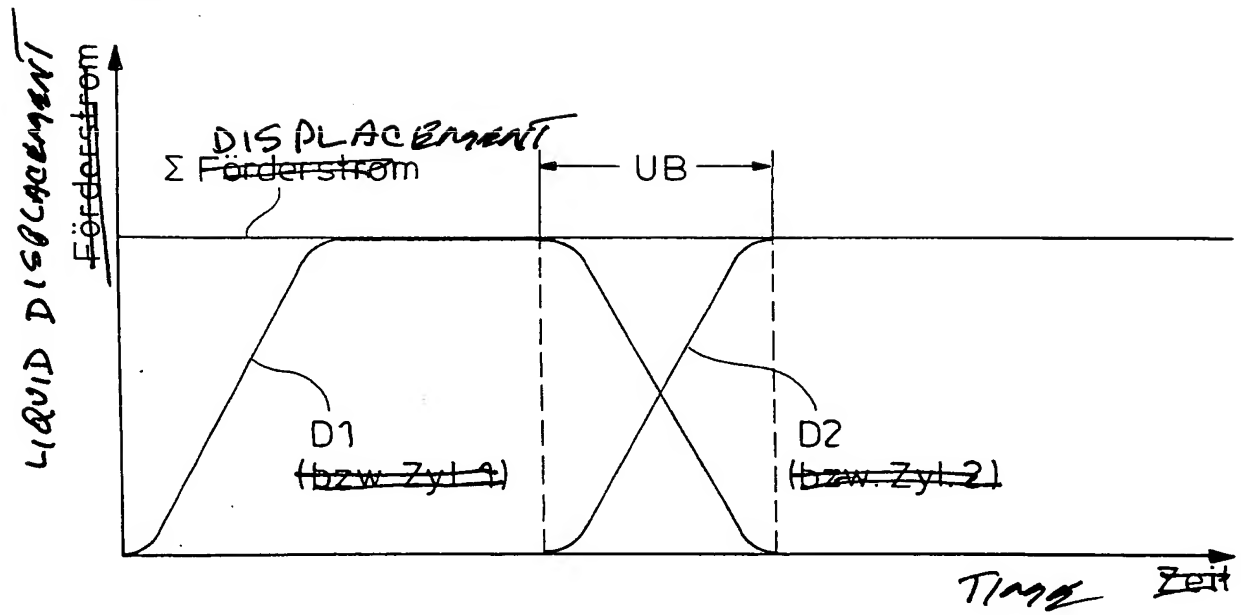 LIQUID DISPLACEMENT
Förderstrom
DISPLACEMENT
Σ Förderstrom
UB
D1
(bzw. Zyl. 1)
D2
(bzw. Zyl. 2)
TIME
Zeit